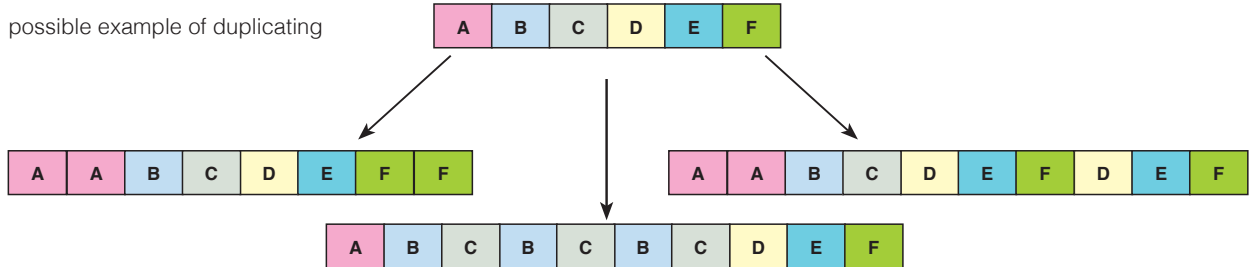 possible example of duplicating
A B C D E F
A A B C D E F F
A A B C D E F D E F
A B C B C B C D E F